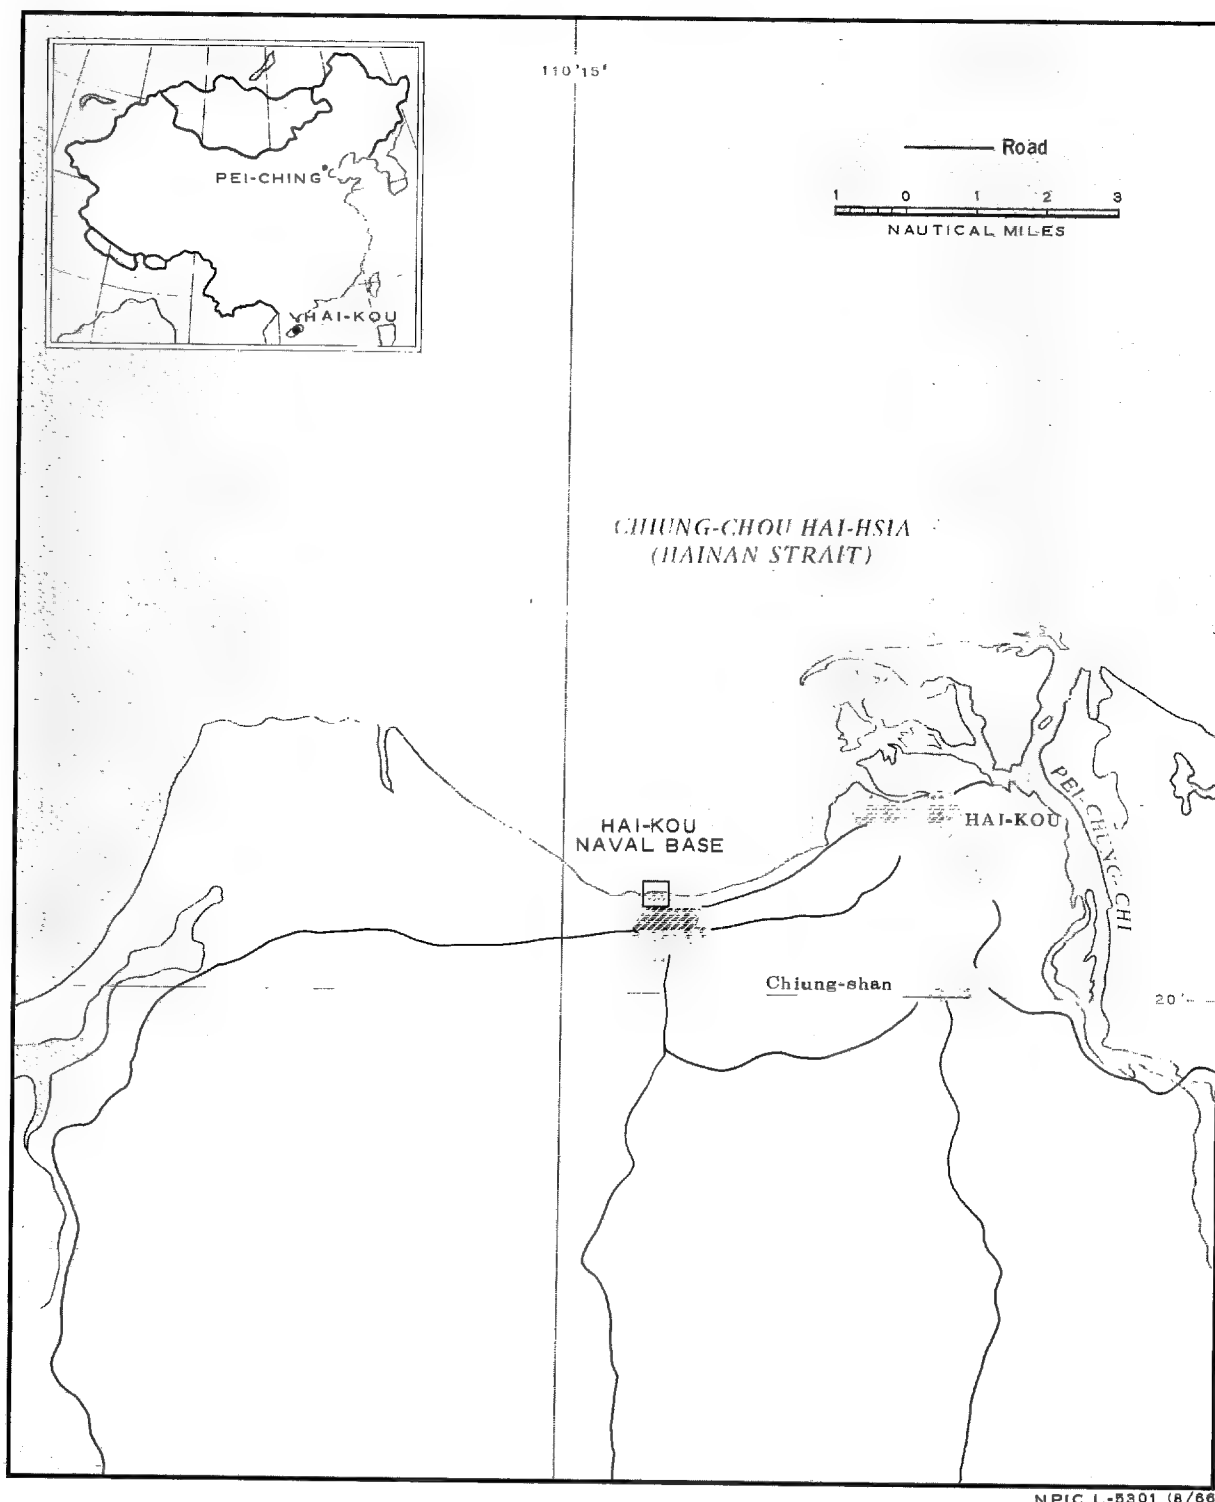 110°15'
PEI-CHING
HAI-KOU
Road
1 0 1 2 3
NAUTICAL MILES
CHIUNG-CHOU HAI-HSIA
(HAINAN STRAIT)
HAI-KOU
NAVAL BASE
HAI-KOU
PEI-CHUNG-CHI
Chiung-shan
20'
NPIC L-5301 (8/66